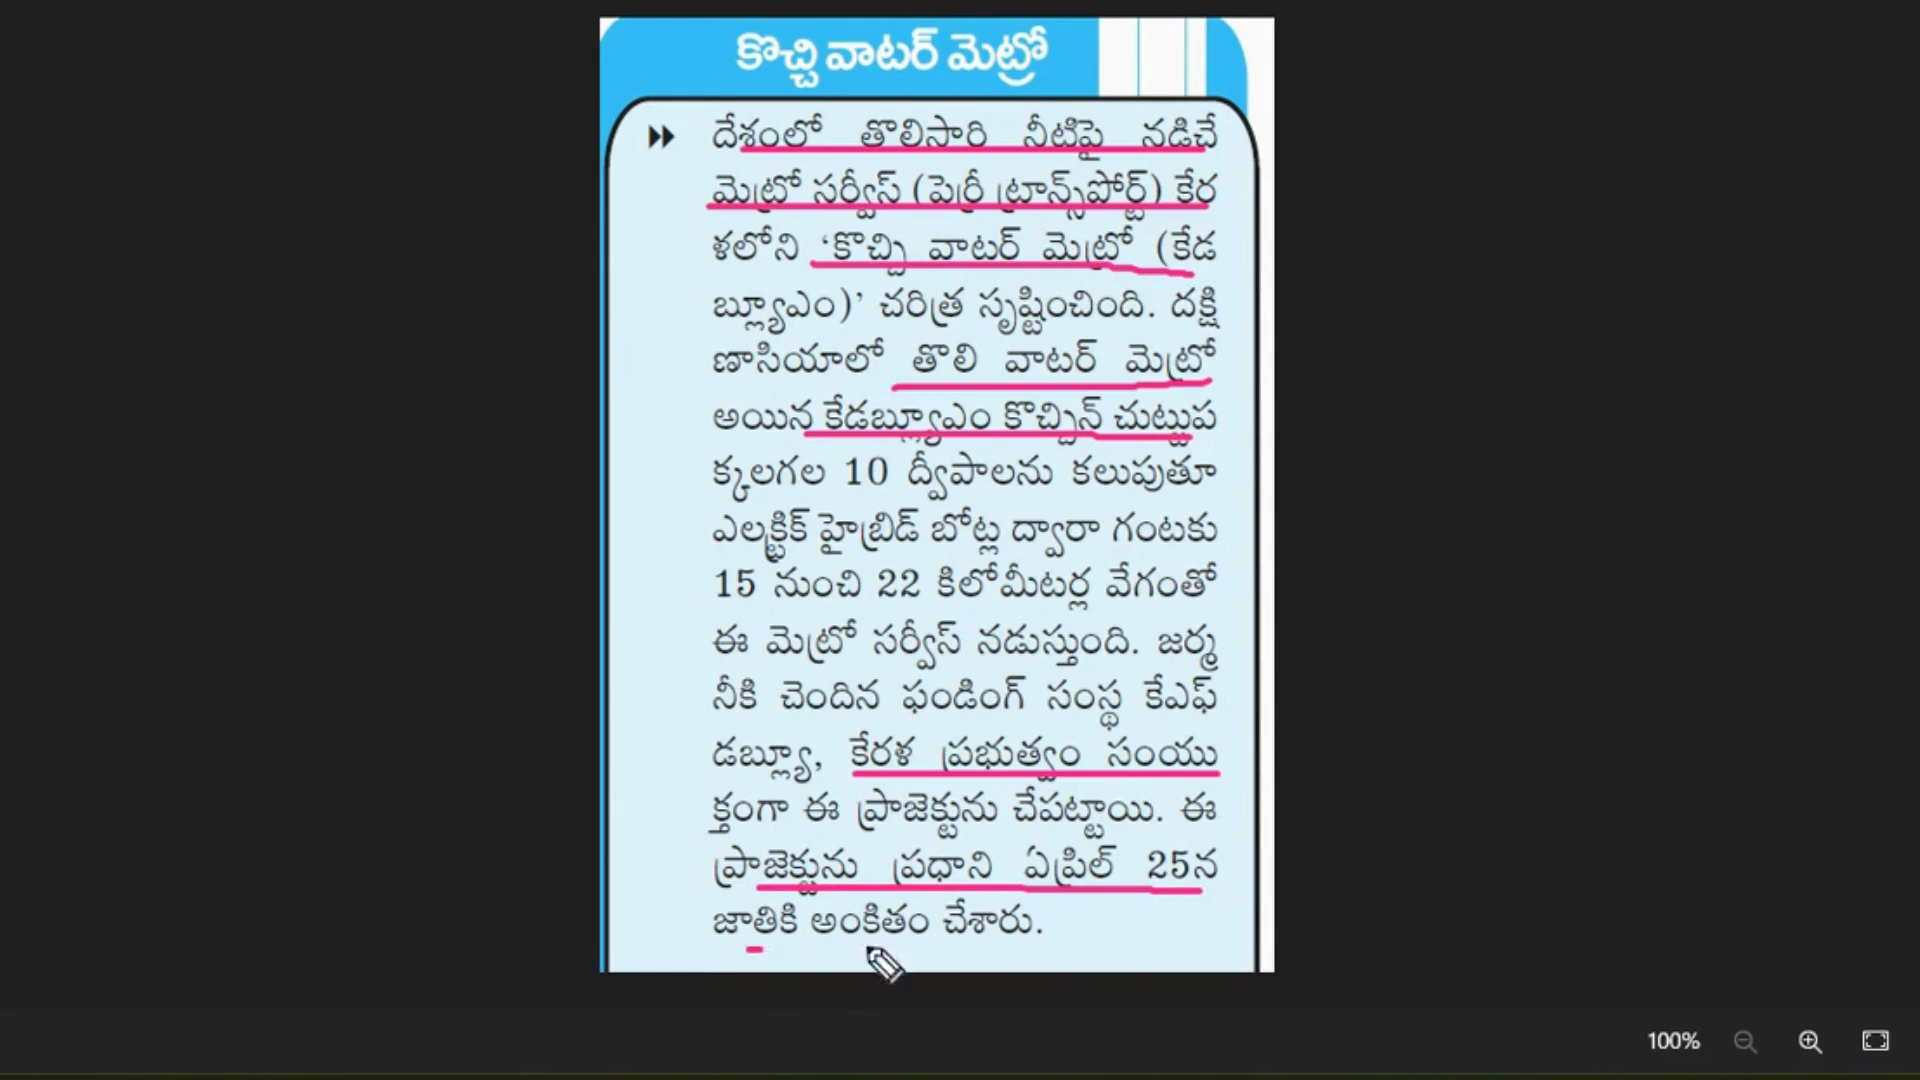 కొచ్చి వాటర్ మెట్రో
దేశంలో తొలిసారి నీటిపై నడిచే
మెట్రో సర్వీస్ (పెర్రీ ట్రాన్స్‌పోర్ట్) కేర
ళలోని ‘కొచ్చి వాటర్ మెట్రో (కేడ
బ్ల్యూఎం)’ చరిత్ర సృష్టించింది. దక్షి
ణాసియాలో తొలి వాటర్ మెట్రో
అయిన కేడబ్ల్యూఎం కొచ్చిన్ చుట్టుప
క్కలగల 10 ద్వీపాలను కలుపుతూ
ఎలక్ట్రిక్ హైబ్రిడ్ బోట్ల ద్వారా గంటకు
15 నుంచి 22 కిలోమీటర్ల వేగంతో
ఈ మెట్రో సర్వీస్ నడుస్తుంది. జర్మ
నీకి చెందిన ఫండింగ్ సంస్థ కేఎఫ్
డబ్ల్యూ, కేరళ ప్రభుత్వం సంయు
క్తంగా ఈ ప్రాజెక్టును చేపట్టాయి. ఈ
ప్రాజెక్టును ప్రధాని ఏప్రిల్ 25న
జాతికి అంకితం చేశారు.
100%